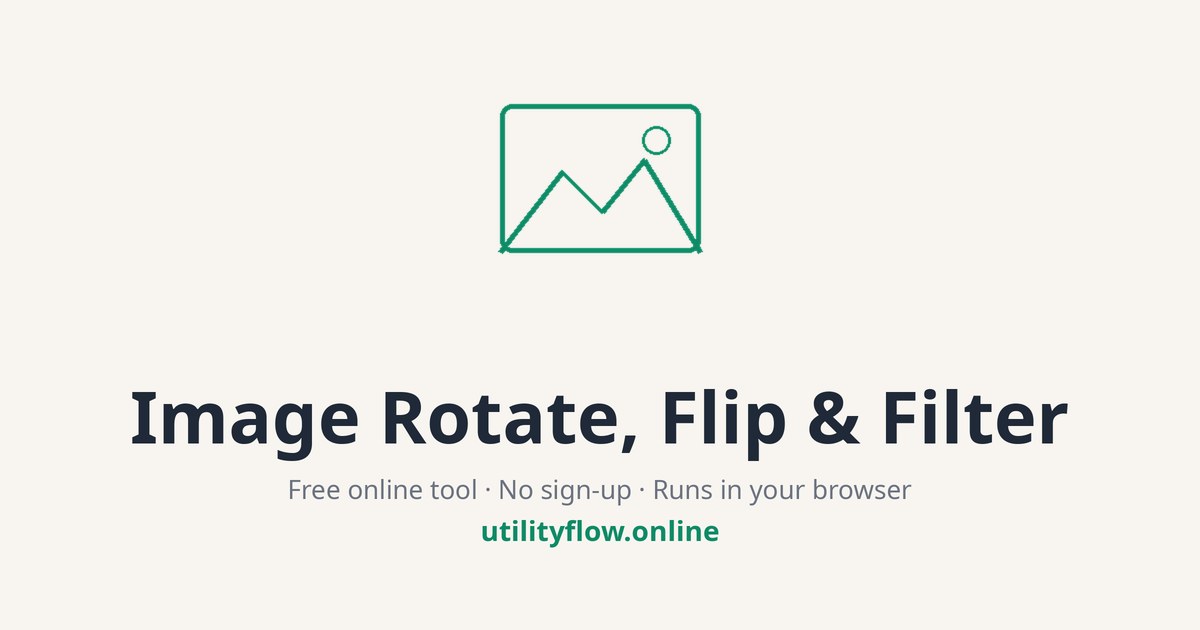 Image Rotate, Flip & Filter
Free online tool · No sign-up · Runs in your browser
utilityflow.online